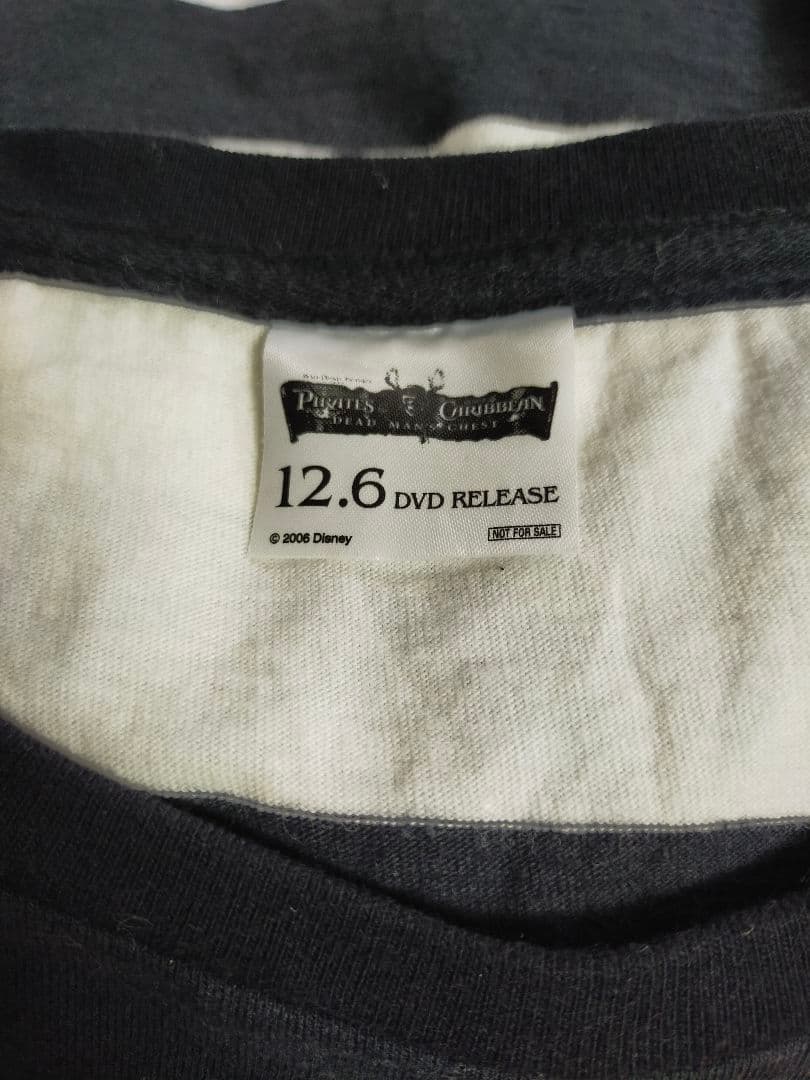 PIRATES CARIBBEAN
DEAD MAN'S CHEST
12.6 DVD RELEASE
© 2006 Disney
NOT FOR SALE